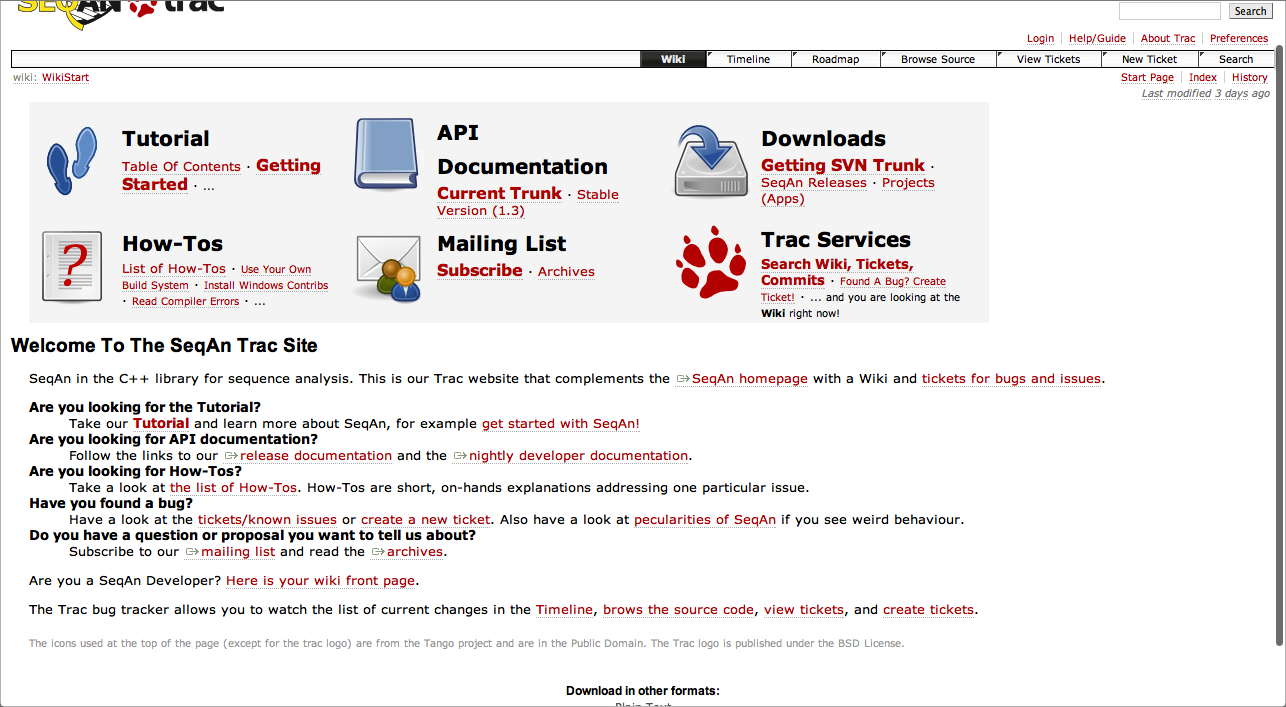 SEQAN trac
Search
Login Help/Guide About Trac Preferences
Wiki Timeline Roadmap Browse Source View Tickets New Ticket Search
wiki: WikiStart
Start Page Index History
Last modified 3 days ago
Tutorial
Table Of Contents · Getting
Started · ...
API
Documentation
Current Trunk · Stable
Version (1.3)
Downloads
Getting SVN Trunk ·
SeqAn Releases · Projects
(Apps)
How-Tos
List of How-Tos · Use Your Own
Build System · Install Windows Contribs
· Read Compiler Errors · ...
Mailing List
Subscribe · Archives
Trac Services
Search Wiki, Tickets,
Commits · Found A Bug? Create
Ticket! · ... and you are looking at the
Wiki right now!
Welcome To The SeqAn Trac Site
SeqAn in the C++ library for sequence analysis. This is our Trac website that complements the SeqAn homepage with a Wiki and tickets for bugs and issues.
Are you looking for the Tutorial?
Take our Tutorial and learn more about SeqAn, for example get started with SeqAn!
Are you looking for API documentation?
Follow the links to our release documentation and the nightly developer documentation.
Are you looking for How-Tos?
Take a look at the list of How-Tos. How-Tos are short, on-hands explanations addressing one particular issue.
Have you found a bug?
Have a look at the tickets/known issues or create a new ticket. Also have a look at pecularities of SeqAn if you see weird behaviour.
Do you have a question or proposal you want to tell us about?
Subscribe to our mailing list and read the archives.
Are you a SeqAn Developer? Here is your wiki front page.
The Trac bug tracker allows you to watch the list of current changes in the Timeline, brows the source code, view tickets, and create tickets.
The icons used at the top of the page (except for the trac logo) are from the Tango project and are in the Public Domain. The Trac logo is published under the BSD License.
Download in other formats:
Plain Text